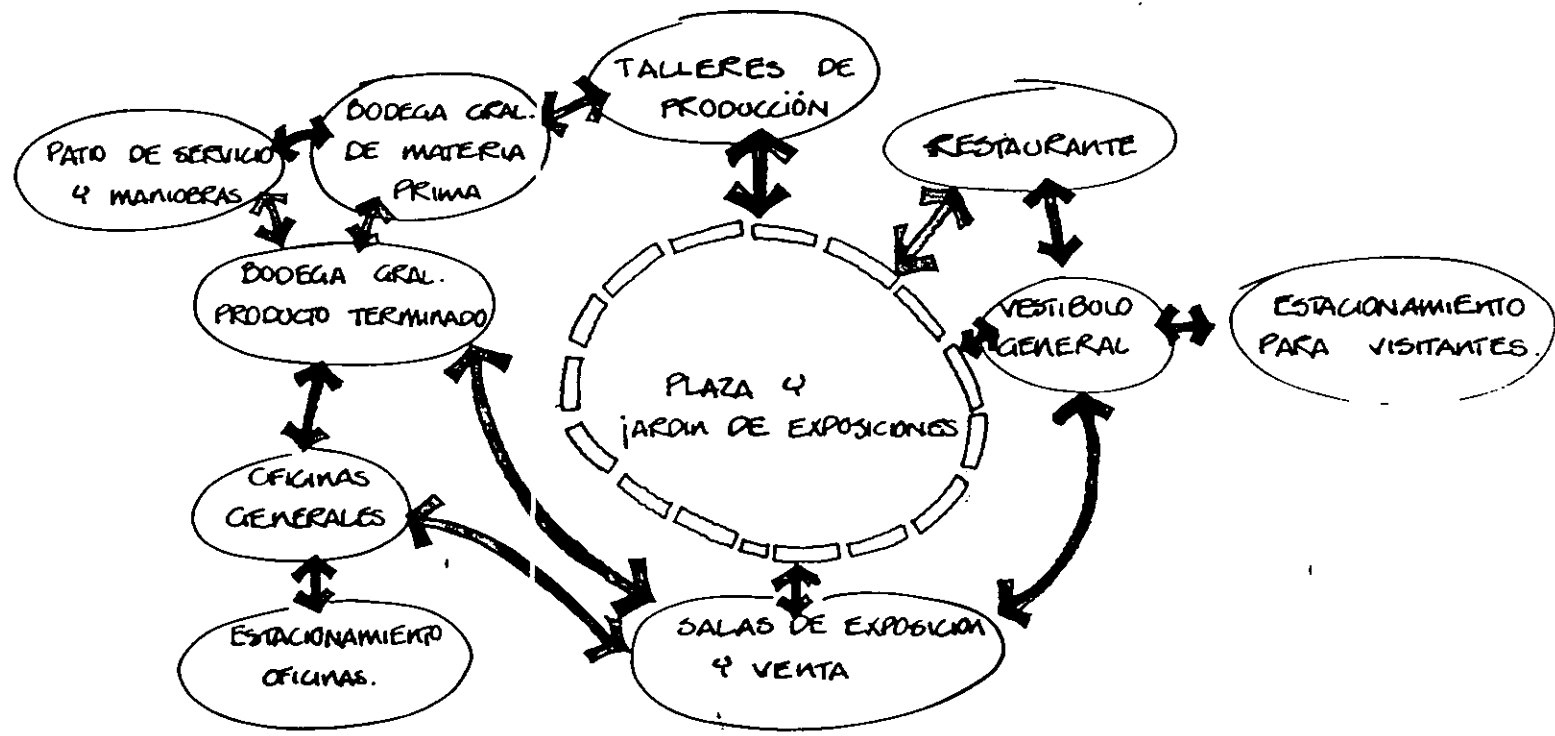 TALLERES DE
PRODUCCIÓN
BODEGA GRAL.
DE MATERIA
PRIMA
PATIO DE SERVICIO
Y MANIOBRAS
RESTAURANTE
BODEGA GRAL.
PRODUCTO TERMINADO
VESTIBOLO
GENERAL
ESTACIONAMIENTO
PARA VISITANTES.
PLAZA Y
jARDIN DE EXPOSICIONES
OFICINAS
GENERALES
ESTACIONAMIENTO
OFICINAS.
SALAS DE EXPOSICION
Y VENTA